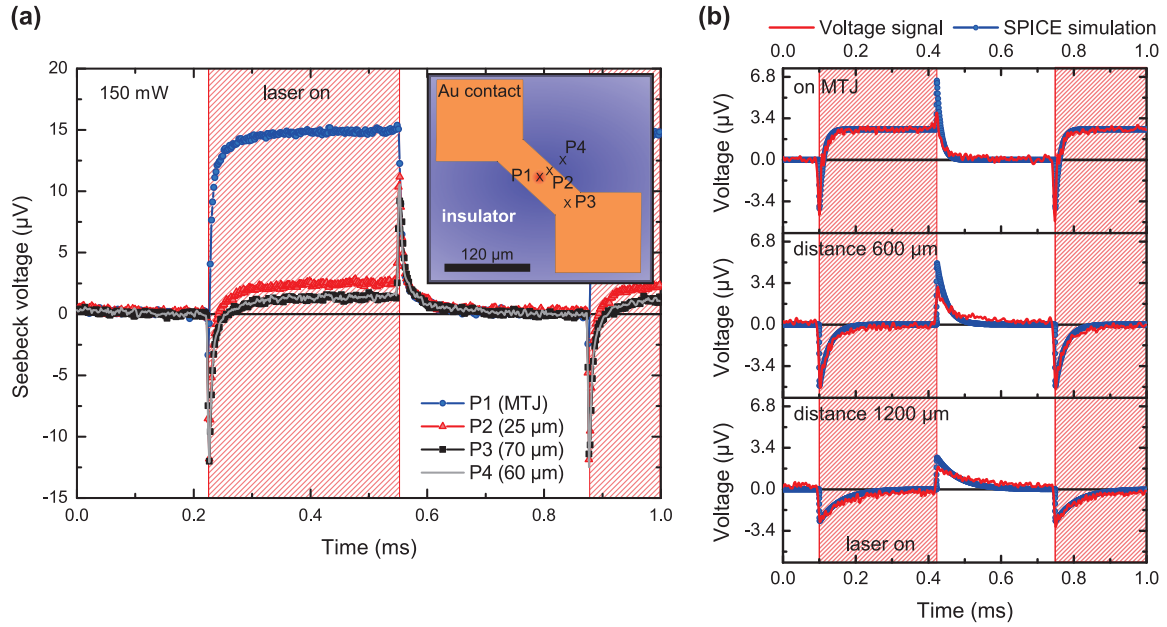 (a)
20
15
10
5
0
-5
-10
-15
Seebeck voltage (µV)
150 mW
laser on
Au contact
P4
P1
P2
P3
insulator
120 µm
P1 (MTJ)
P2 (25 µm)
P3 (70 µm)
P4 (60 µm)
0.0 0.2 0.4 0.6 0.8 1.0
Time (ms)
(b)
Voltage signal SPICE simulation
0.0 0.2 0.4 0.6 0.8 1.0
6.8
3.4
0.0
-3.4
Voltage (µV)
on MTJ
6.8
3.4
0.0
-3.4
Voltage (µV)
distance 600 µm
6.8
3.4
0.0
-3.4
Voltage (µV)
distance 1200 µm
laser on
0.0 0.2 0.4 0.6 0.8 1.0
Time (ms)